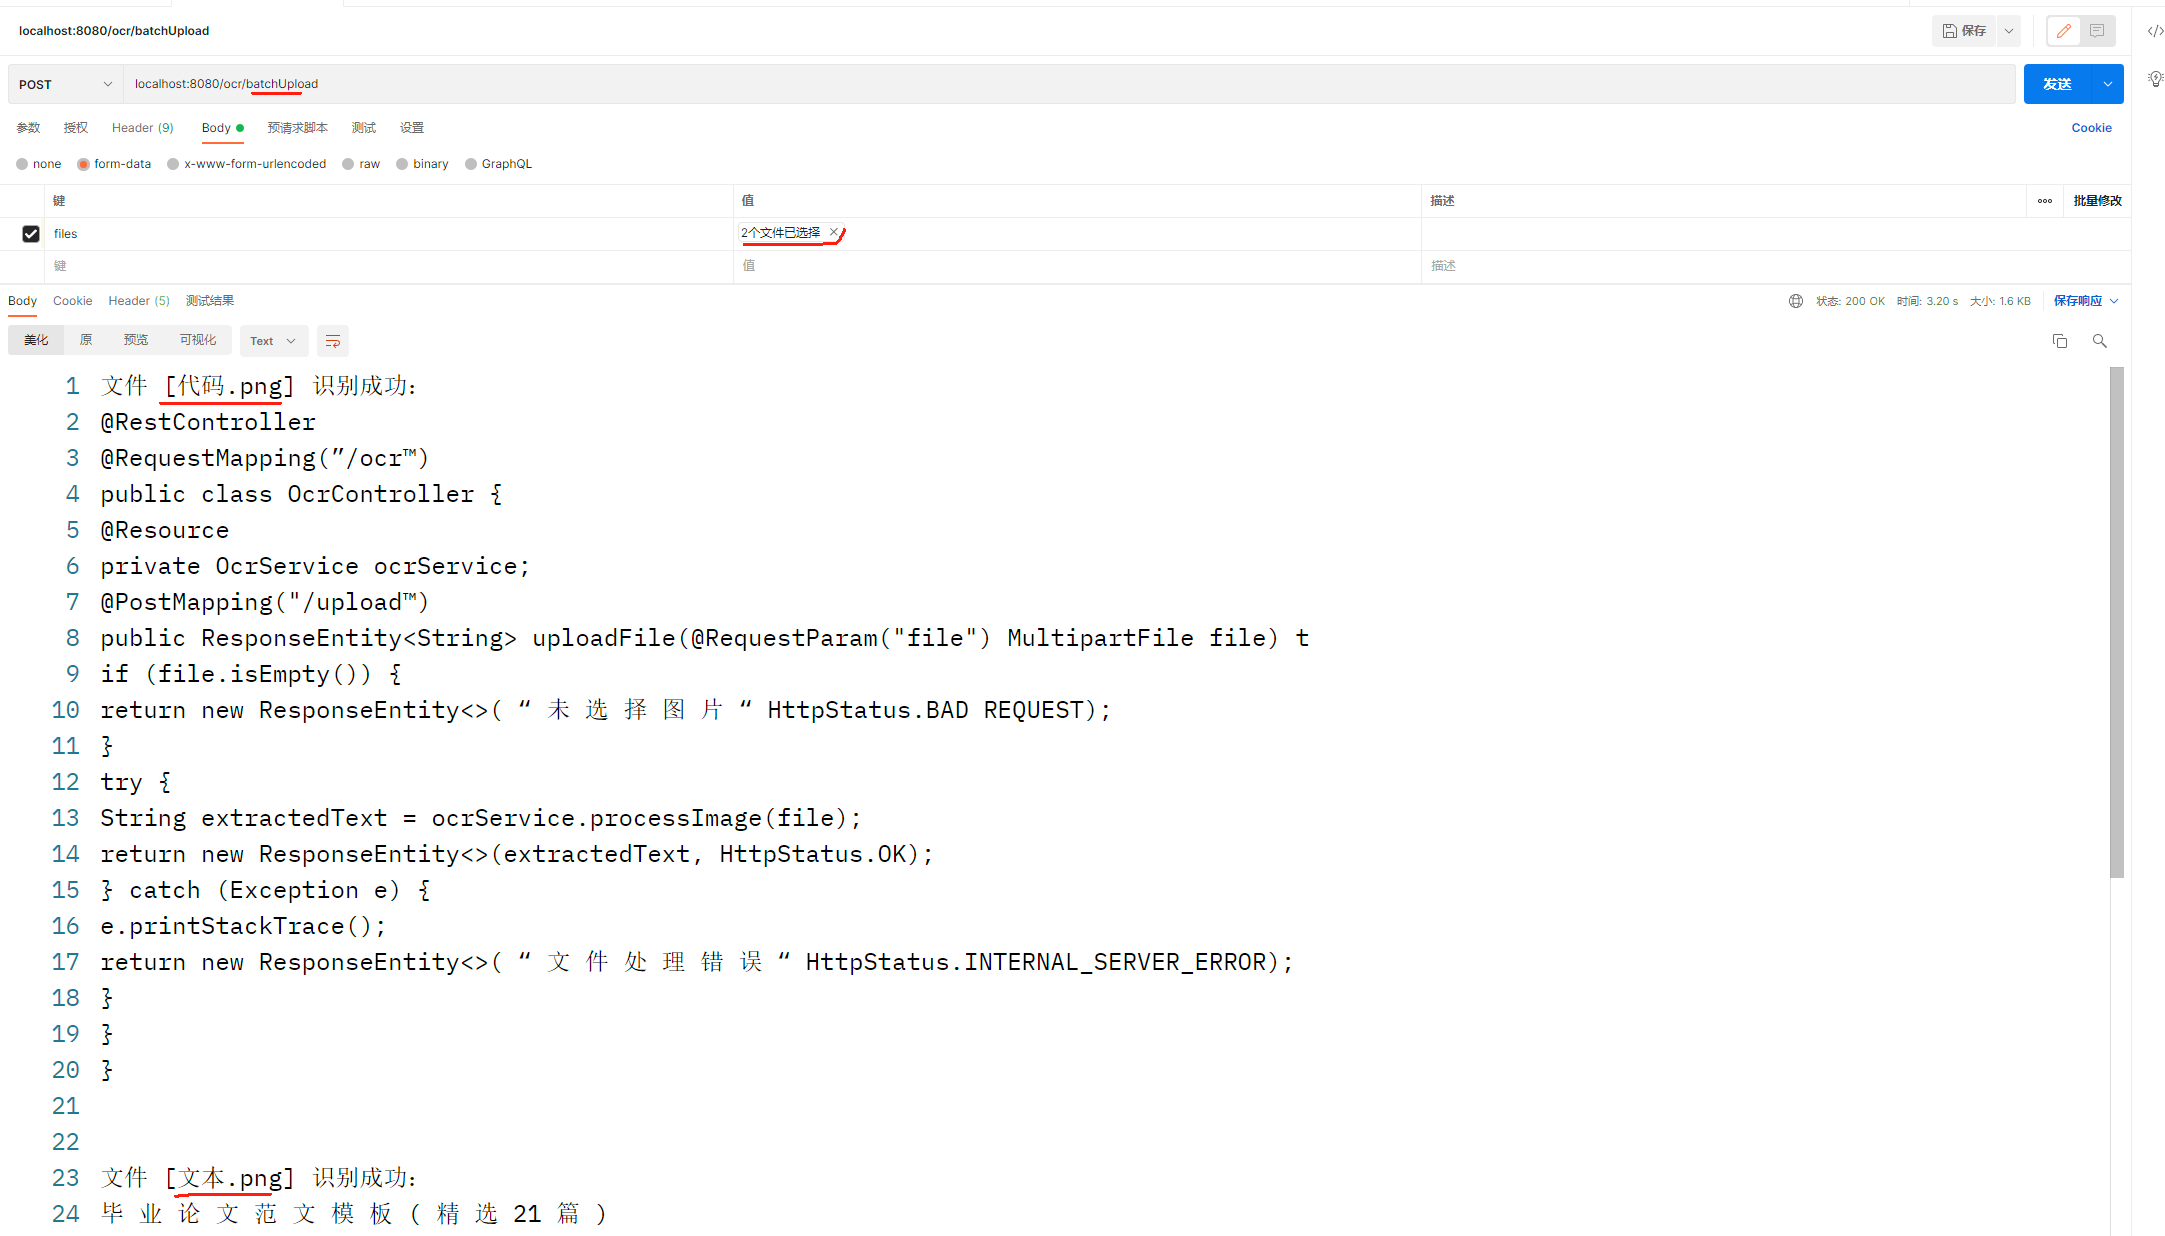 localhost:8080/ocr/batchUpload
保存
POST
localhost:8080/ocr/batchUpload
发送
参数 授权 Header (9) Body 预请求脚本 测试 设置
Cookie
none form-data x-www-form-urlencoded raw binary GraphQL
键 值 描述 批量修改
files 2个文件已选择
键 值 描述
Body Cookie Header (5) 测试结果
状态: 200 OK 时间: 3.20 s 大小: 1.6 KB 保存响应
美化 原 预览 可视化 Text
1 文件 [代码.png] 识别成功:
2 @RestController
3 @RequestMapping(”/ocr™)
4 public class OcrController {
5 @Resource
6 private OcrService ocrService;
7 @PostMapping("/upload™)
8 public ResponseEntity<String> uploadFile(@RequestParam("file") MultipartFile file) t
9 if (file.isEmpty()) {
10 return new ResponseEntity<>( “ 未 选 择 图 片 “ HttpStatus.BAD REQUEST);
11 }
12 try {
13 String extractedText = ocrService.processImage(file);
14 return new ResponseEntity<>(extractedText, HttpStatus.OK);
15 } catch (Exception e) {
16 e.printStackTrace();
17 return new ResponseEntity<>( “ 文 件 处 理 错 误 “ HttpStatus.INTERNAL_SERVER_ERROR);
18 }
19 }
20 }
21
22
23 文件 [文本.png] 识别成功:
24 毕 业 论 文 范 文 模 板 ( 精 选 21 篇 )